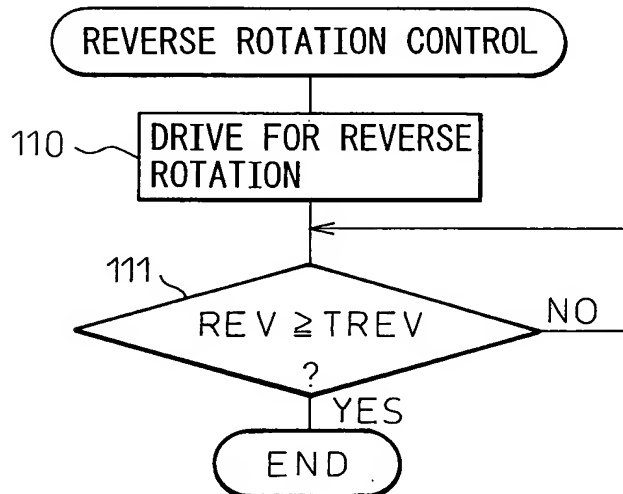 REVERSE ROTATION CONTROL
110
DRIVE FOR REVERSE
ROTATION
111
REV ≧ TREV
NO
?
YES
END